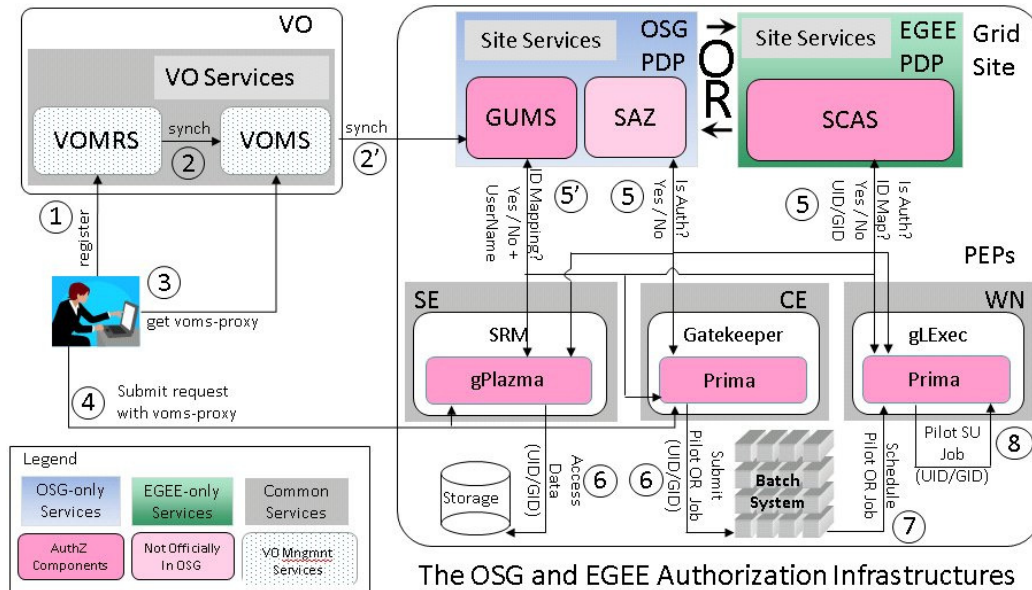 VO
VO Services
VOMRS
synch
2
VOMS
synch
2'
1
register
3
get voms-proxy
4
Submit request
with voms-proxy
Site Services
OSG
PDP
GUMS
SAZ
OR
Site Services
EGEE
PDP
SCAS
Grid
Site
ID Mapping?
Yes / No +
UserName
5'
5
Is Auth?
Yes / No
5
Is Auth?
ID Map?
Yes / No
UID/GID
PEPs
SE
SRM
gPlazma
CE
Gatekeeper
Prima
WN
gLExec
Prima
Storage
Access
Data
(UID/GID)
6
6
Submit
Pilot OR Job
(UID/GID)
Batch
System
Schedule
Pilot OR Job
7
Pilot SU
Job
(UID/GID)
8
Legend
OSG-only
Services
EGEE-only
Services
Common
Services
AuthZ
Components
Not Officially
In OSG
VO Mngmnt
Services
The OSG and EGEE Authorization Infrastructures